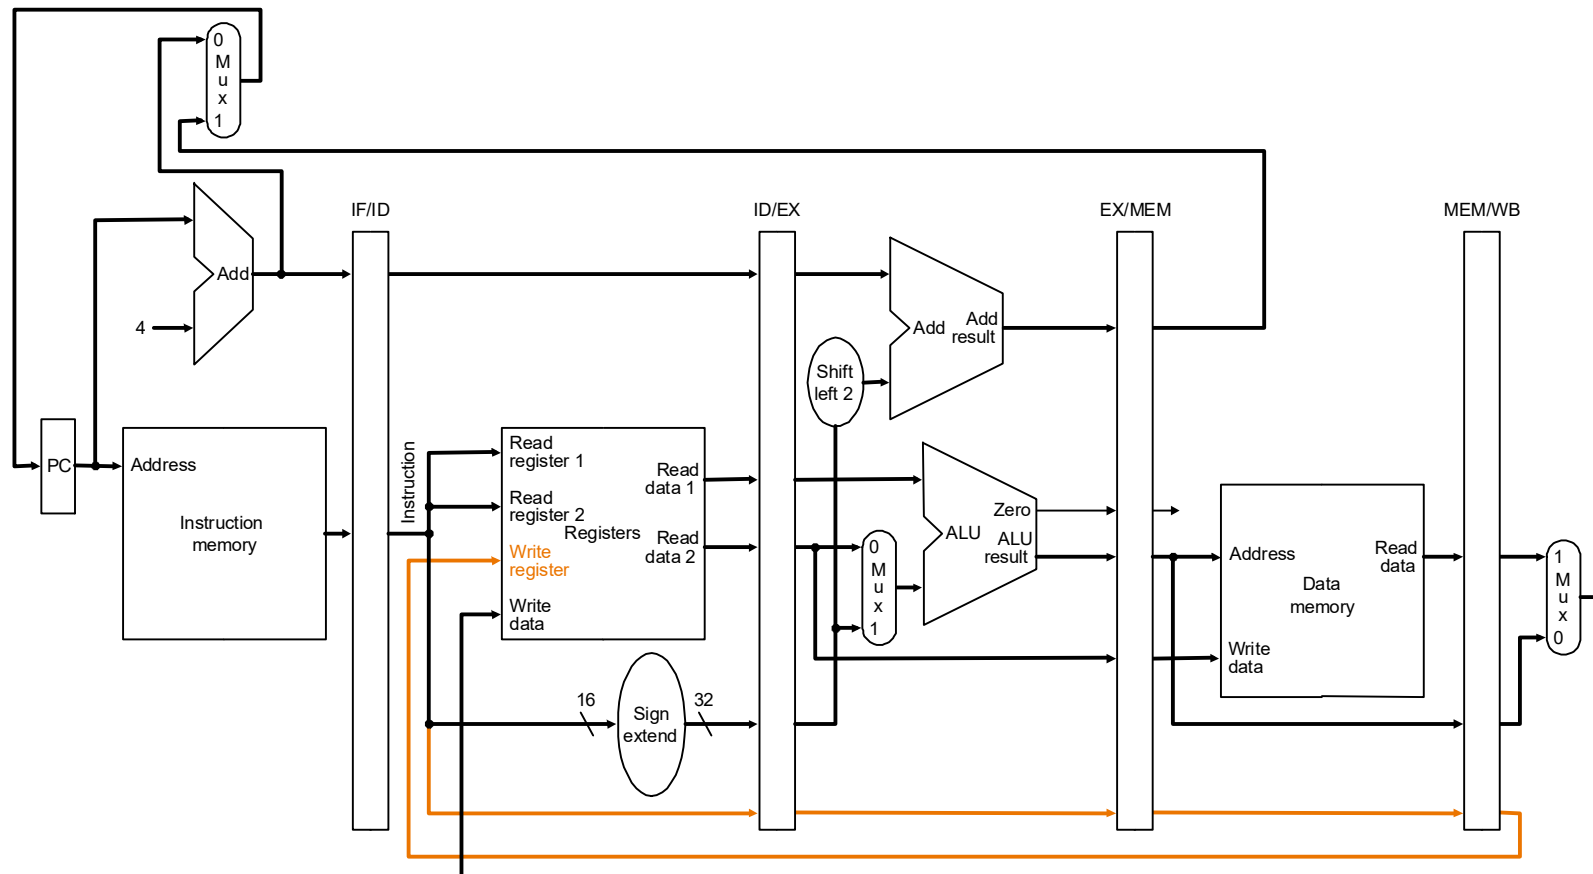 0
M
u
x
1
IF/ID
ID/EX
EX/MEM
MEM/WB
Add
4
Add
Add
result
Shift
left 2
PC
Address
Instruction
memory
Instruction
Read
register 1
Read
register 2
Write
register
Write
data
Registers
Read
data 1
Read
data 2
16
Sign
extend
32
0
M
u
x
1
ALU
Zero
ALU
result
Address
Read
data
Data
memory
Write
data
1
M
u
x
0